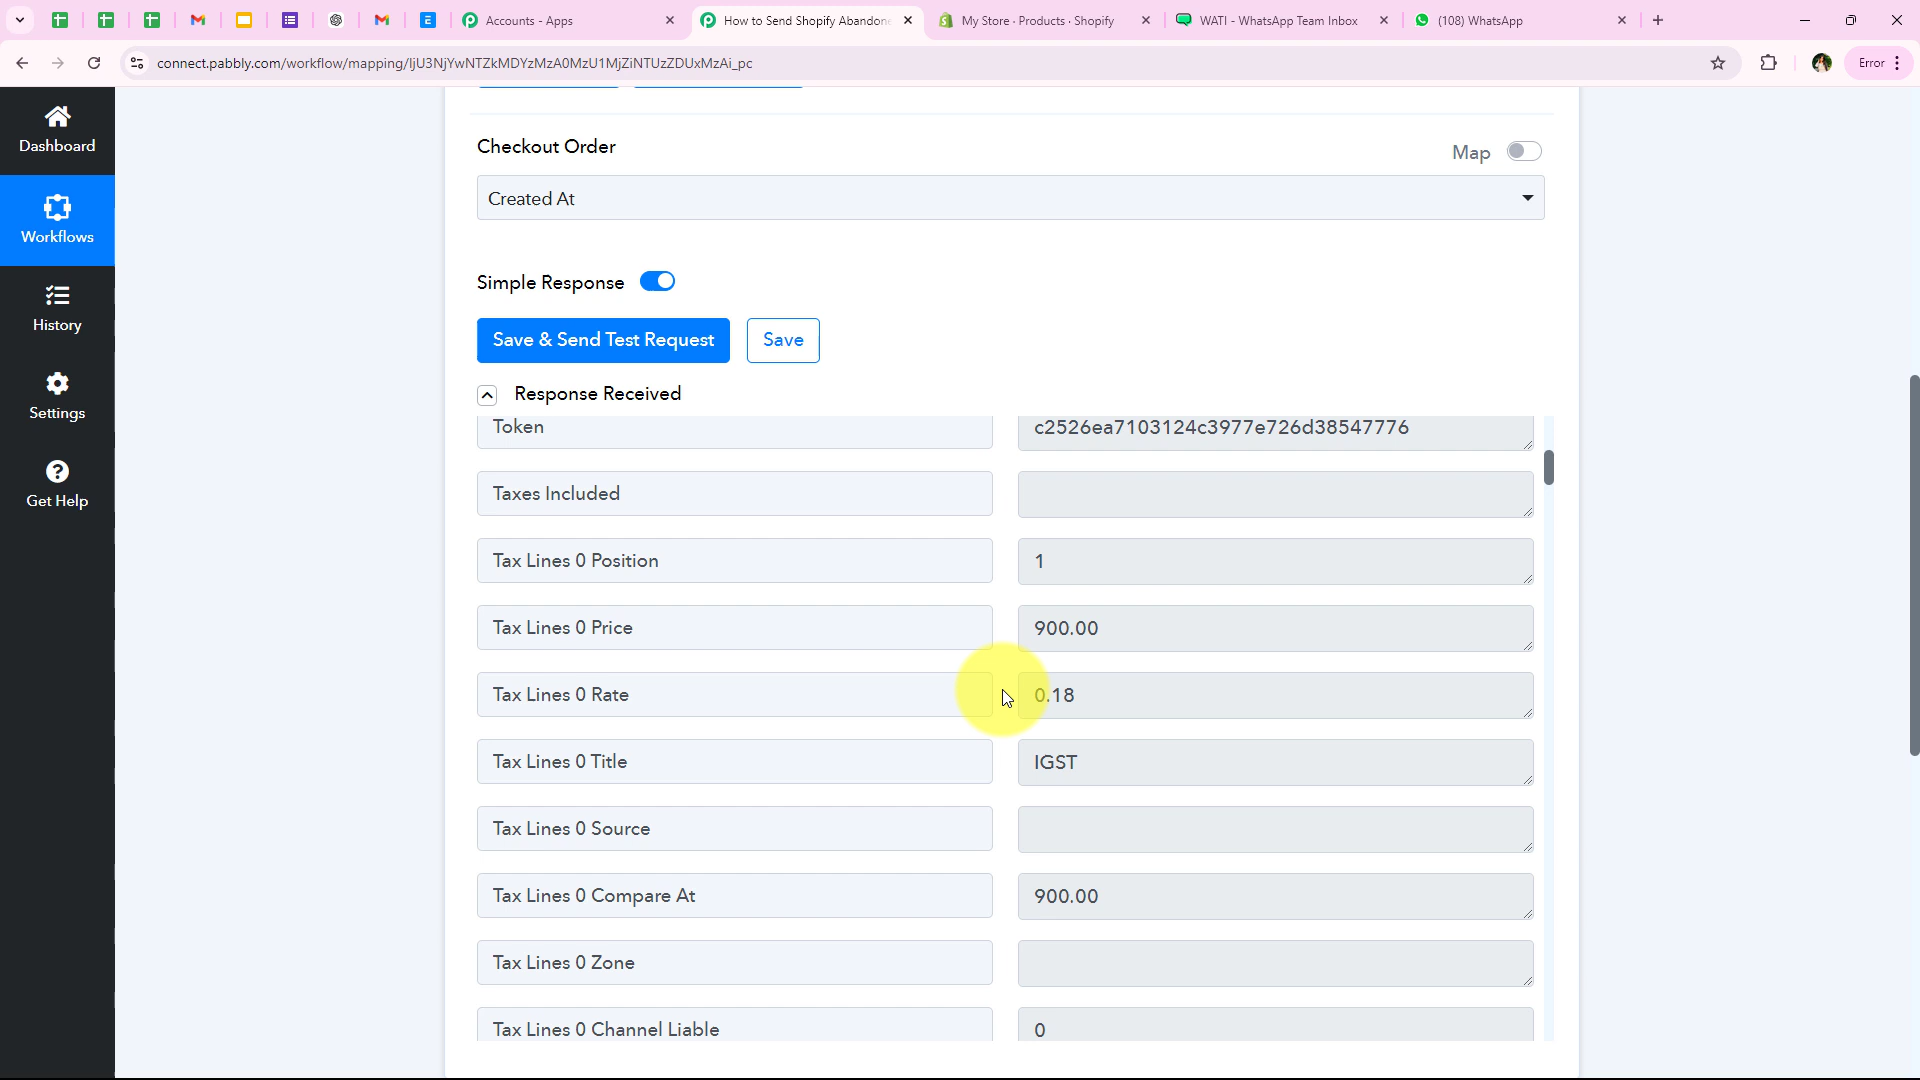 Accounts - Apps
How to Send Shopify Abandone
My Store · Products · Shopify
WATI - WhatsApp Team Inbox
(108) WhatsApp
connect.pabbly.com/workflow/mapping/IjU3NjYwNTZkMDYzMzA0MzU1MjZiNTUzZDUxMzAi_pc
Error
Dashboard
Workflows
History
Settings
Get Help
Checkout Order
Map
Created At
Simple Response
Save & Send Test Request
Save
Response Received
Token
c2526ea7103124c3977e726d38547776
Taxes Included
Tax Lines 0 Position
1
Tax Lines 0 Price
900.00
Tax Lines 0 Rate
0.18
Tax Lines 0 Title
IGST
Tax Lines 0 Source
Tax Lines 0 Compare At
900.00
Tax Lines 0 Zone
Tax Lines 0 Channel Liable
0